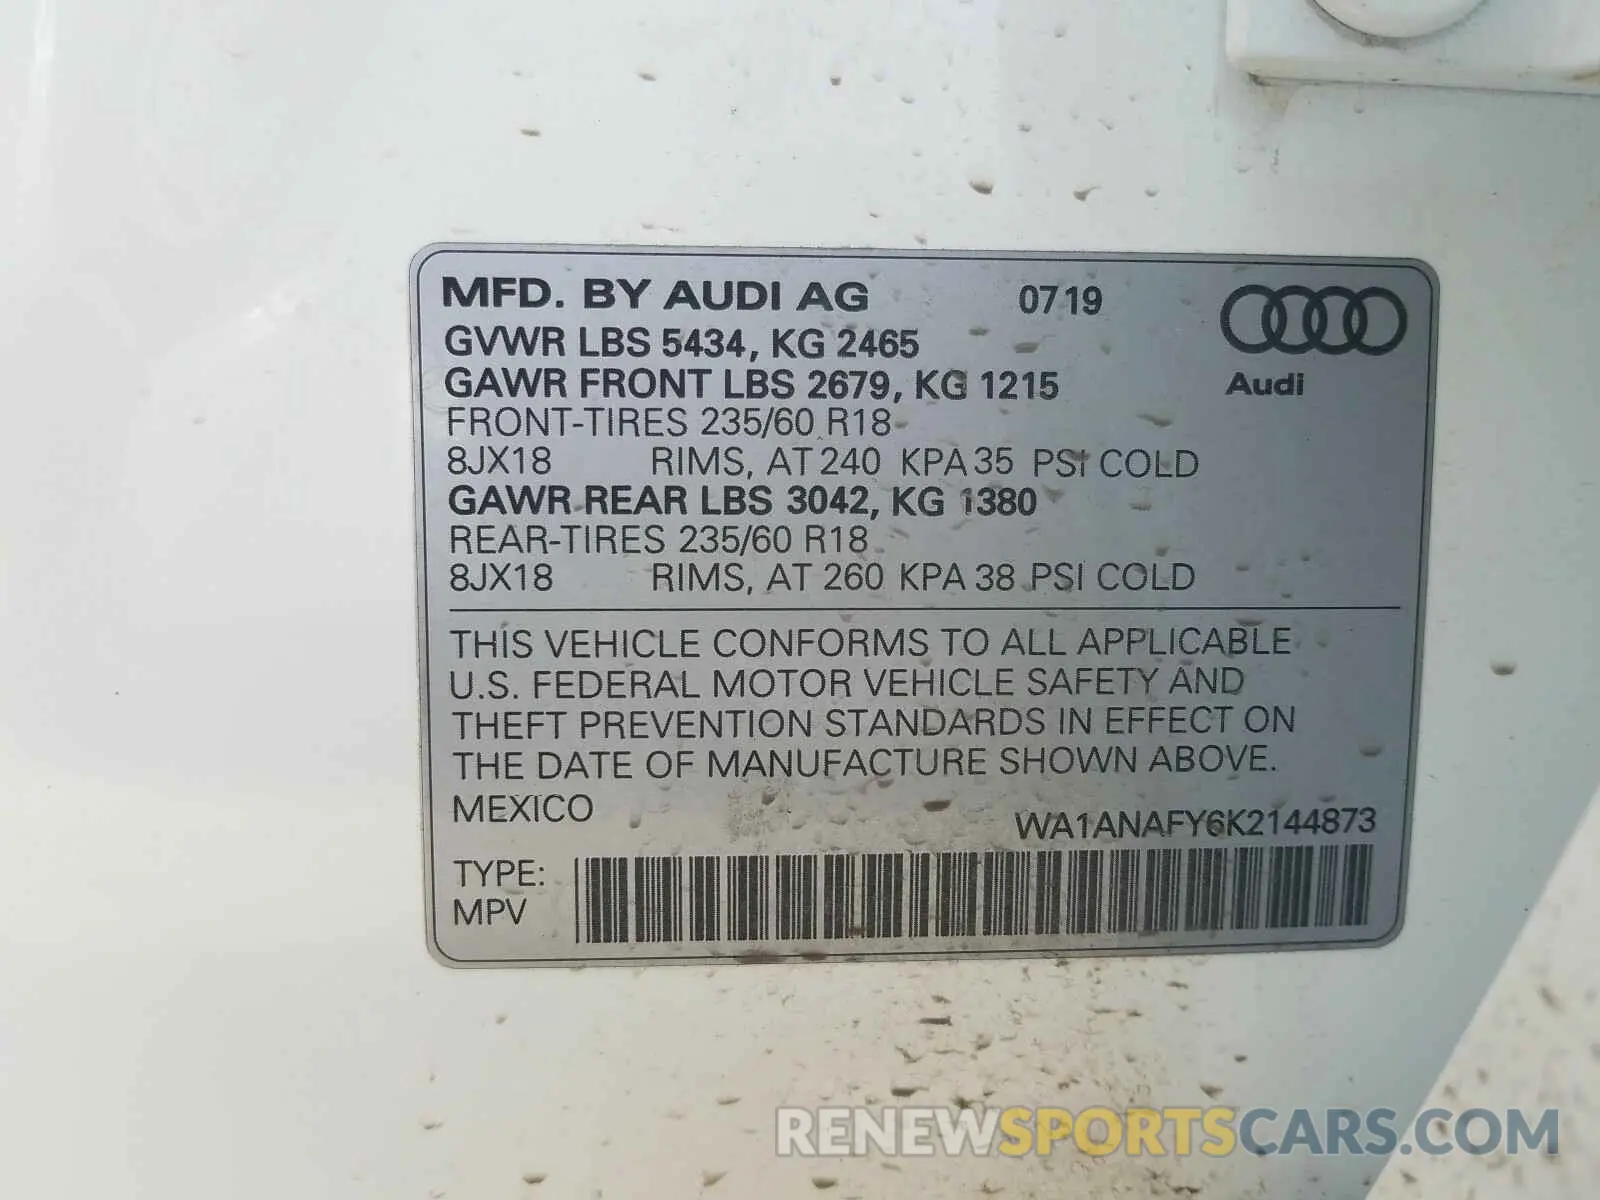 MFD. BY AUDI AG 0719
GVWR LBS 5434, KG 2465
GAWR FRONT LBS 2679, KG 1215
Audi
FRONT-TIRES 235/60 R18
8JX18 RIMS, AT 240 KPA 35 PSI COLD
GAWR REAR LBS 3042, KG 1380
REAR-TIRES 235/60 R18
8JX18 RIMS, AT 260 KPA 38 PSI COLD
THIS VEHICLE CONFORMS TO ALL APPLICABLE
U.S. FEDERAL MOTOR VEHICLE SAFETY AND
THEFT PREVENTION STANDARDS IN EFFECT ON
THE DATE OF MANUFACTURE SHOWN ABOVE.
MEXICO WA1ANAFY6K2144873
TYPE:
MPV
RENEWSPORTSCARS.COM